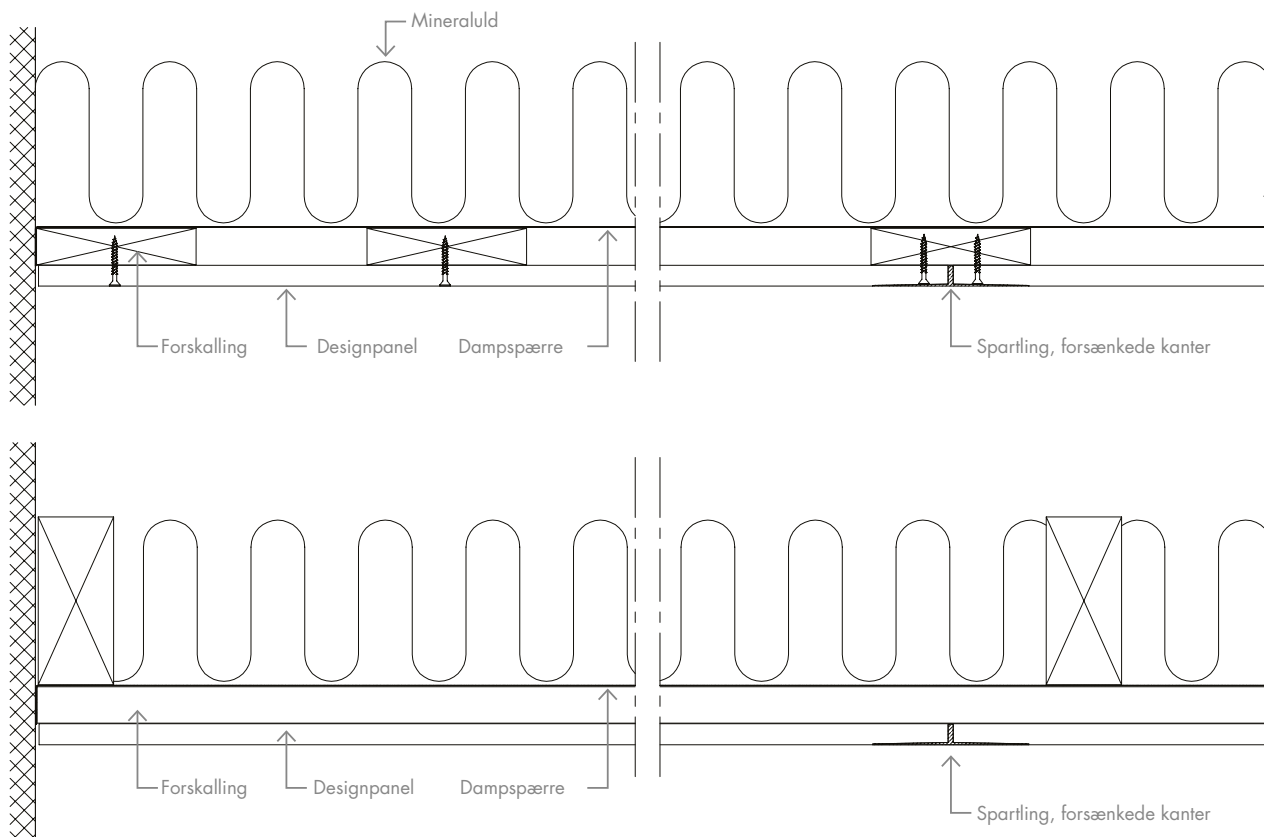 Mineraluld
Forskalling
Designpanel
Dampspærre
Spartling, forsænkede kanter
Forskalling
Designpanel
Dampspærre
Spartling, forsænkede kanter